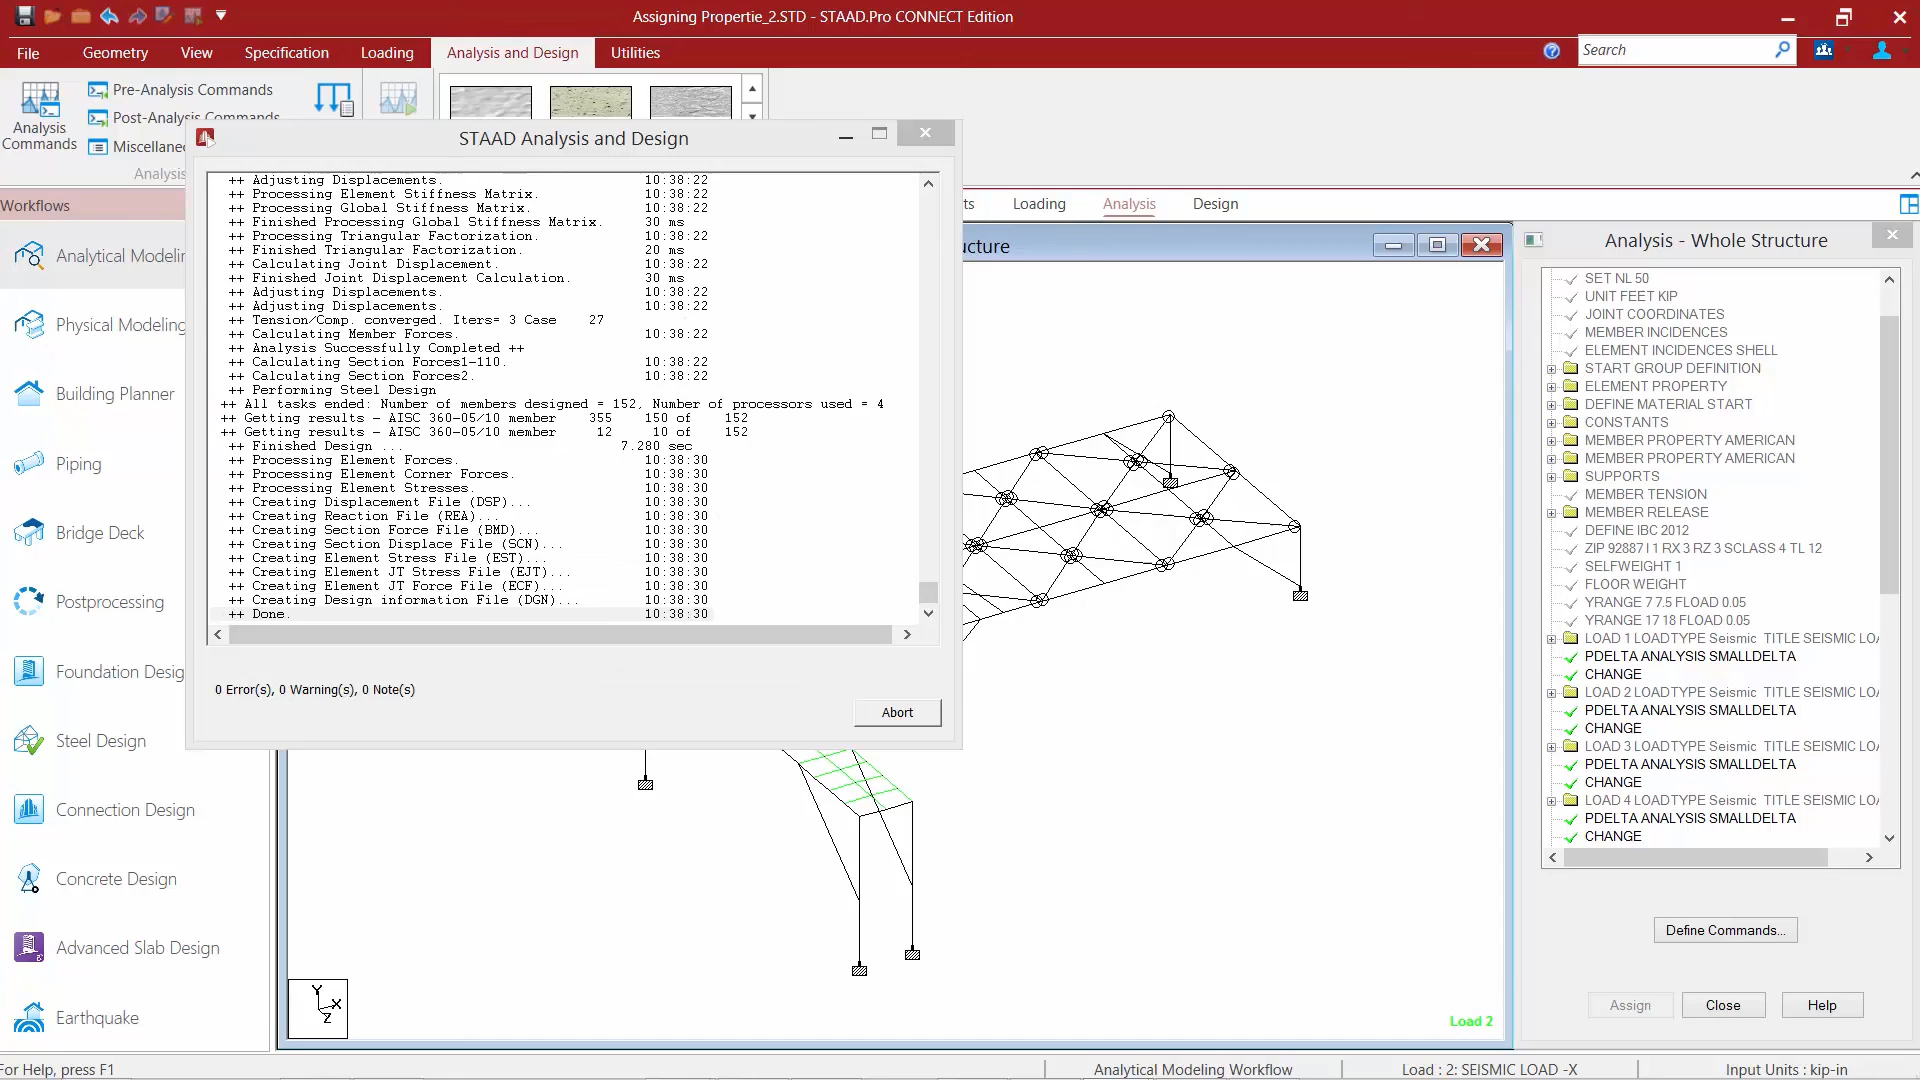 Assigning Propertie_2.STD - STAAD.Pro CONNECT Edition
File
Geometry
View
Specification
Loading
Analysis and Design
Utilities
Search
Analysis
Commands
Pre-Analysis Commands
Post-Analysis Commands
Analysis
STAAD Analysis and Design
++ Adjusting Displacements. 10:38:22
++ Processing Element Stiffness Matrix. 10:38:22
++ Processing Global Stiffness Matrix. 10:38:22
++ Finished Processing Global Stiffness Matrix. 30 ms
++ Processing Triangular Factorization. 10:38:22
++ Finished Triangular Factorization. 20 ms
++ Calculating Joint Displacement. 10:38:22
++ Finished Joint Displacement Calculation. 30 ms
++ Adjusting Displacements. 10:38:22
++ Adjusting Displacements. 10:38:22
++ Tension/Comp. converged. Iters= 3 Case 27
++ Calculating Member Forces. 10:38:22
++ Analysis Successfully Completed ++
++ Calculating Section Forces1-110. 10:38:22
++ Calculating Section Forces2. 10:38:22
++ Performing Steel Design
++ All tasks ended: Number of members designed = 152, Number of processors used = 4
++ Getting results - AISC 360-05/10 member 355 150 of 152
++ Getting results - AISC 360-05/10 member 12 10 of 152
++ Finished Design ... 7.280 sec
++ Processing Element Forces. 10:38:30
++ Processing Element Corner Forces. 10:38:30
++ Processing Element Stresses. 10:38:30
++ Creating Displacement File (DSP)... 10:38:30
++ Creating Reaction File (REA)... 10:38:30
++ Creating Section Force File (BMD)... 10:38:30
++ Creating Section Displace File (SCN)... 10:38:30
++ Creating Element Stress File (EST)... 10:38:30
++ Creating Element JT Stress File (EJT)... 10:38:30
++ Creating Element JT Force File (ECF)... 10:38:30
++ Creating Design information File (DGN)... 10:38:30
++ Done. 10:38:30
0 Error(s), 0 Warning(s), 0 Note(s)
Abort
Workflows
Analytical Modelin
Physical Modeling
Building Planner
Piping
Bridge Deck
Postprocessing
Foundation Desig
Steel Design
Connection Design
Concrete Design
Advanced Slab Design
Earthquake
ts
Loading
Analysis
Design
ucture
Y
X
Z
Load 2
Analysis - Whole Structure
SET NL 50
UNIT FEET KIP
JOINT COORDINATES
MEMBER INCIDENCES
ELEMENT INCIDENCES SHELL
START GROUP DEFINITION
ELEMENT PROPERTY
DEFINE MATERIAL START
CONSTANTS
MEMBER PROPERTY AMERICAN
MEMBER PROPERTY AMERICAN
SUPPORTS
MEMBER TENSION
MEMBER RELEASE
DEFINE IBC 2012
ZIP 92887 I 1 RX 3 RZ 3 SCLASS 4 TL 12
SELFWEIGHT 1
FLOOR WEIGHT
YRANGE 7 7.5 FLOAD 0.05
YRANGE 17 18 FLOAD 0.05
LOAD 1 LOADTYPE Seismic TITLE SEISMIC LO
PDELTA ANALYSIS SMALLDELTA
CHANGE
LOAD 2 LOADTYPE Seismic TITLE SEISMIC LO
PDELTA ANALYSIS SMALLDELTA
CHANGE
LOAD 3 LOADTYPE Seismic TITLE SEISMIC LO
PDELTA ANALYSIS SMALLDELTA
CHANGE
LOAD 4 LOADTYPE Seismic TITLE SEISMIC LO
PDELTA ANALYSIS SMALLDELTA
CHANGE
Define Commands...
Assign
Close
Help
For Help, press F1
Analytical Modeling Workflow
Load : 2: SEISMIC LOAD -X
Input Units : kip-in